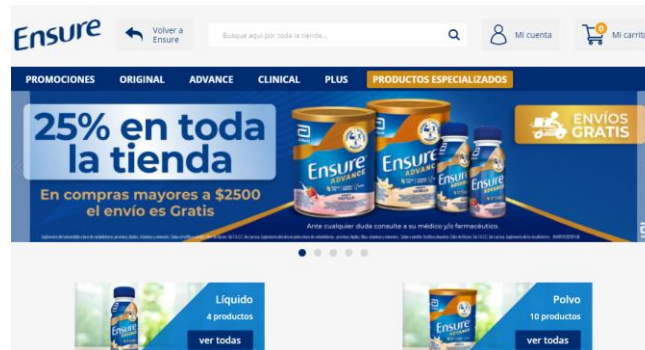 Ensure
Volver a
Ensure
Busque aquí por toda la tienda...
Mi cuenta
0
Mi carrito
PROMOCIONES ORIGINAL ADVANCE CLINICAL PLUS PRODUCTOS ESPECIALIZADOS
25% en toda
la tienda
En compras mayores a $2500
el envío es Gratis
ENVÍOS
GRATIS
Ensure
ADVANCE
Ensure
ADVANCE
Ensure
Ensure
Ante cualquier duda consulte a su médico y/o farmacéutico.
Líquido
4 productos
ver todas
Ensure
Polvo
10 productos
ver todas
Ensure
ADVANCE